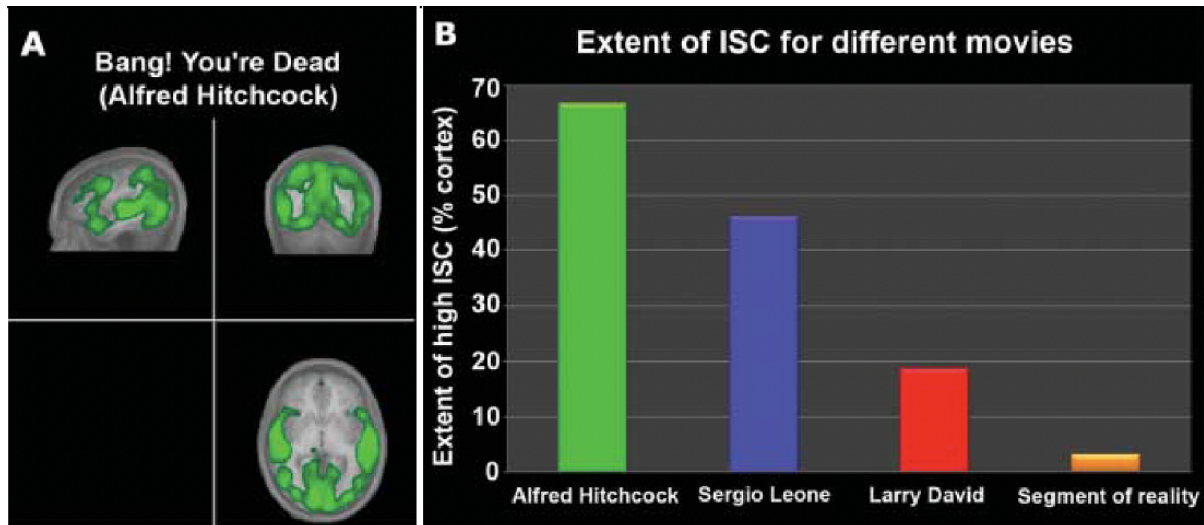 A
Bang! You're Dead
(Alfred Hitchcock)
B
Extent of ISC for different movies
Extent of high ISC (% cortex)
70
60
50
40
30
20
10
0
Alfred Hitchcock
Sergio Leone
Larry David
Segment of reality